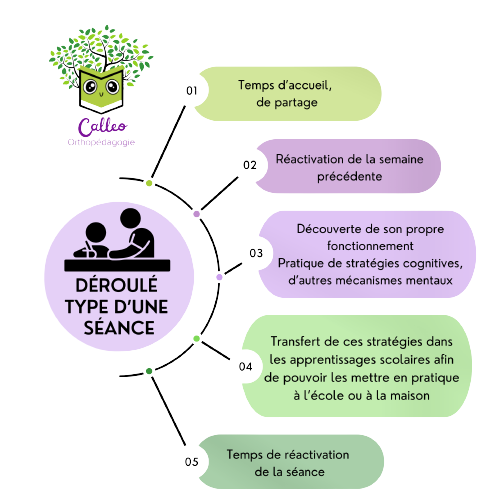 Calleo
Orthopédagogie
DÉROULÉ
TYPE D'UNE
SÉANCE
01
Temps d'accueil,
de partage
02
Réactivation de la semaine
précédente
03
Découverte de son propre
fonctionnement
Pratique de stratégies cognitives,
d'autres mécanismes mentaux
04
Transfert de ces stratégies dans
les apprentissages scolaires afin
de pouvoir les mettre en pratique
à l'école ou à la maison
05
Temps de réactivation
de la séance